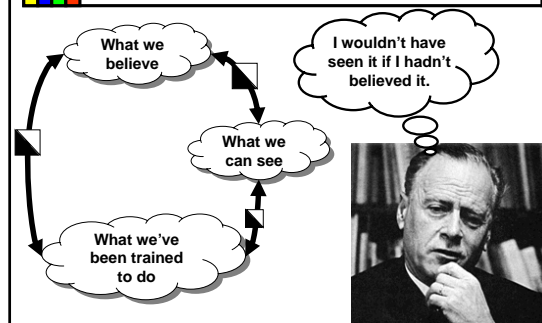 What we
believe
I wouldn’t have
seen it if I hadn’t
believed it.
What we
can see
What we’ve
been trained
to do